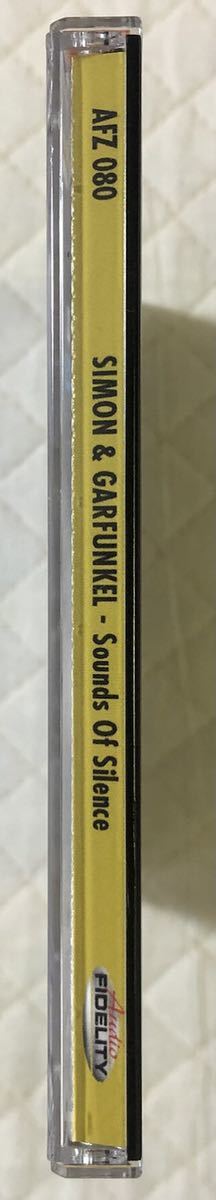 AFZ 080
SIMON & GARFUNKEL - Sounds Of Silence
Audio
FIDELITY